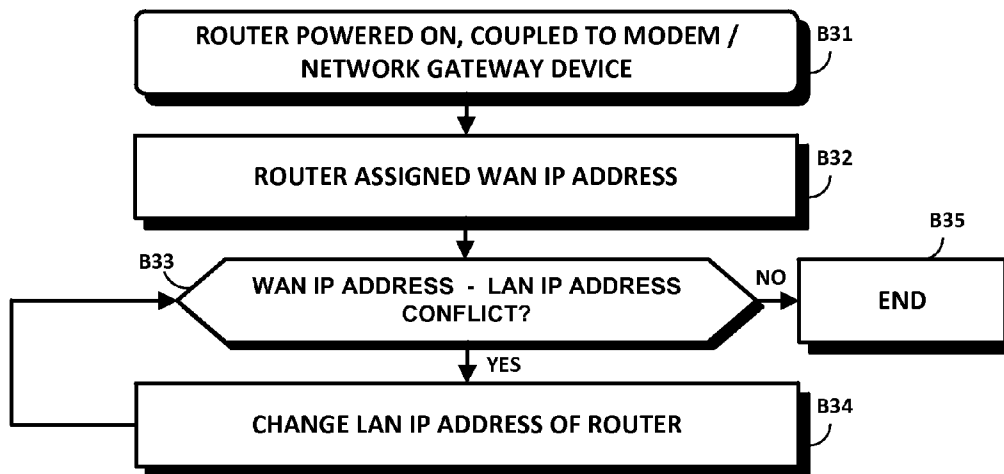 ROUTER POWERED ON, COUPLED TO MODEM /
NETWORK GATEWAY DEVICE
B31
ROUTER ASSIGNED WAN IP ADDRESS
B32
B33
WAN IP ADDRESS - LAN IP ADDRESS
CONFLICT?
NO
B35
END
YES
CHANGE LAN IP ADDRESS OF ROUTER
B34